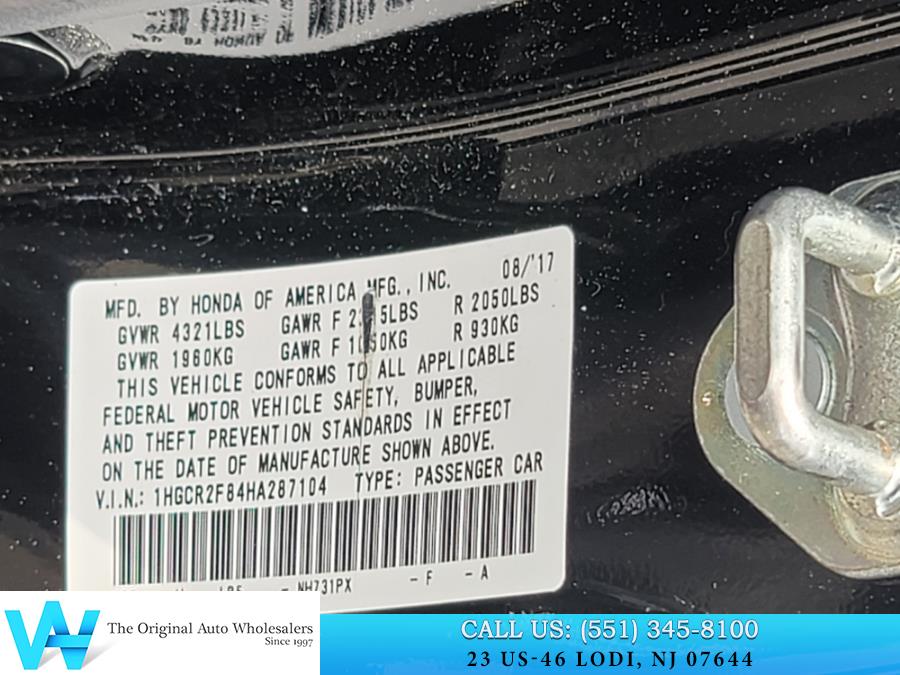 MFD. BY HONDA OF AMERICA MFG., INC. 08/'17
GVWR 4321LBS GAWR F LBS R 2050LBS
GVWR 1960KG GAWR F R 930KG
THIS VEHICLE CONFORMS TO ALL APPLICABLE
FEDERAL MOTOR VEHICLE SAFETY, BUMPER,
AND THEFT PREVENTION STANDARDS IN EFFECT
ON THE DATE OF MANUFACTURE SHOWN ABOVE.
V.I.N.: 1HGCR2F84HA287104 TYPE: PASSENGER CAR
- NH731PX - F - A
The Original Auto Wholesalers
Since 1997
CALL US: (551) 345-8100
23 US-46 LODI, NJ 07644